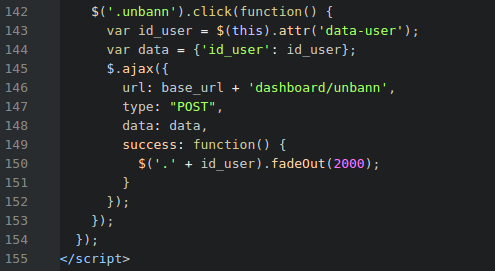 142 $('.unbann').click(function() {
143 var id_user = $(this).attr('data-user');
144 var data = {'id_user': id_user};
145 $.ajax({
146 url: base_url + 'dashboard/unbann',
147 type: "POST",
148 data: data,
149 success: function() {
150 $('.' + id_user).fadeOut(2000);
151 }
152 });
153 });
154 });
155 </script>